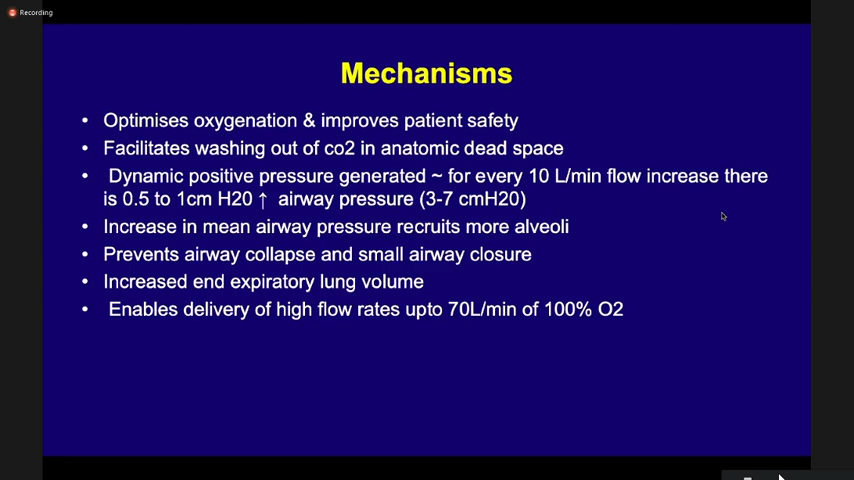 Recording
Mechanisms
• Optimises oxygenation & improves patient safety
• Facilitates washing out of co2 in anatomic dead space
• Dynamic positive pressure generated ~ for every 10 L/min flow increase there
is 0.5 to 1cm H20 ↑ airway pressure (3-7 cmH20)
• Increase in mean airway pressure recruits more alveoli
• Prevents airway collapse and small airway closure
• Increased end expiratory lung volume
• Enables delivery of high flow rates upto 70L/min of 100% O2